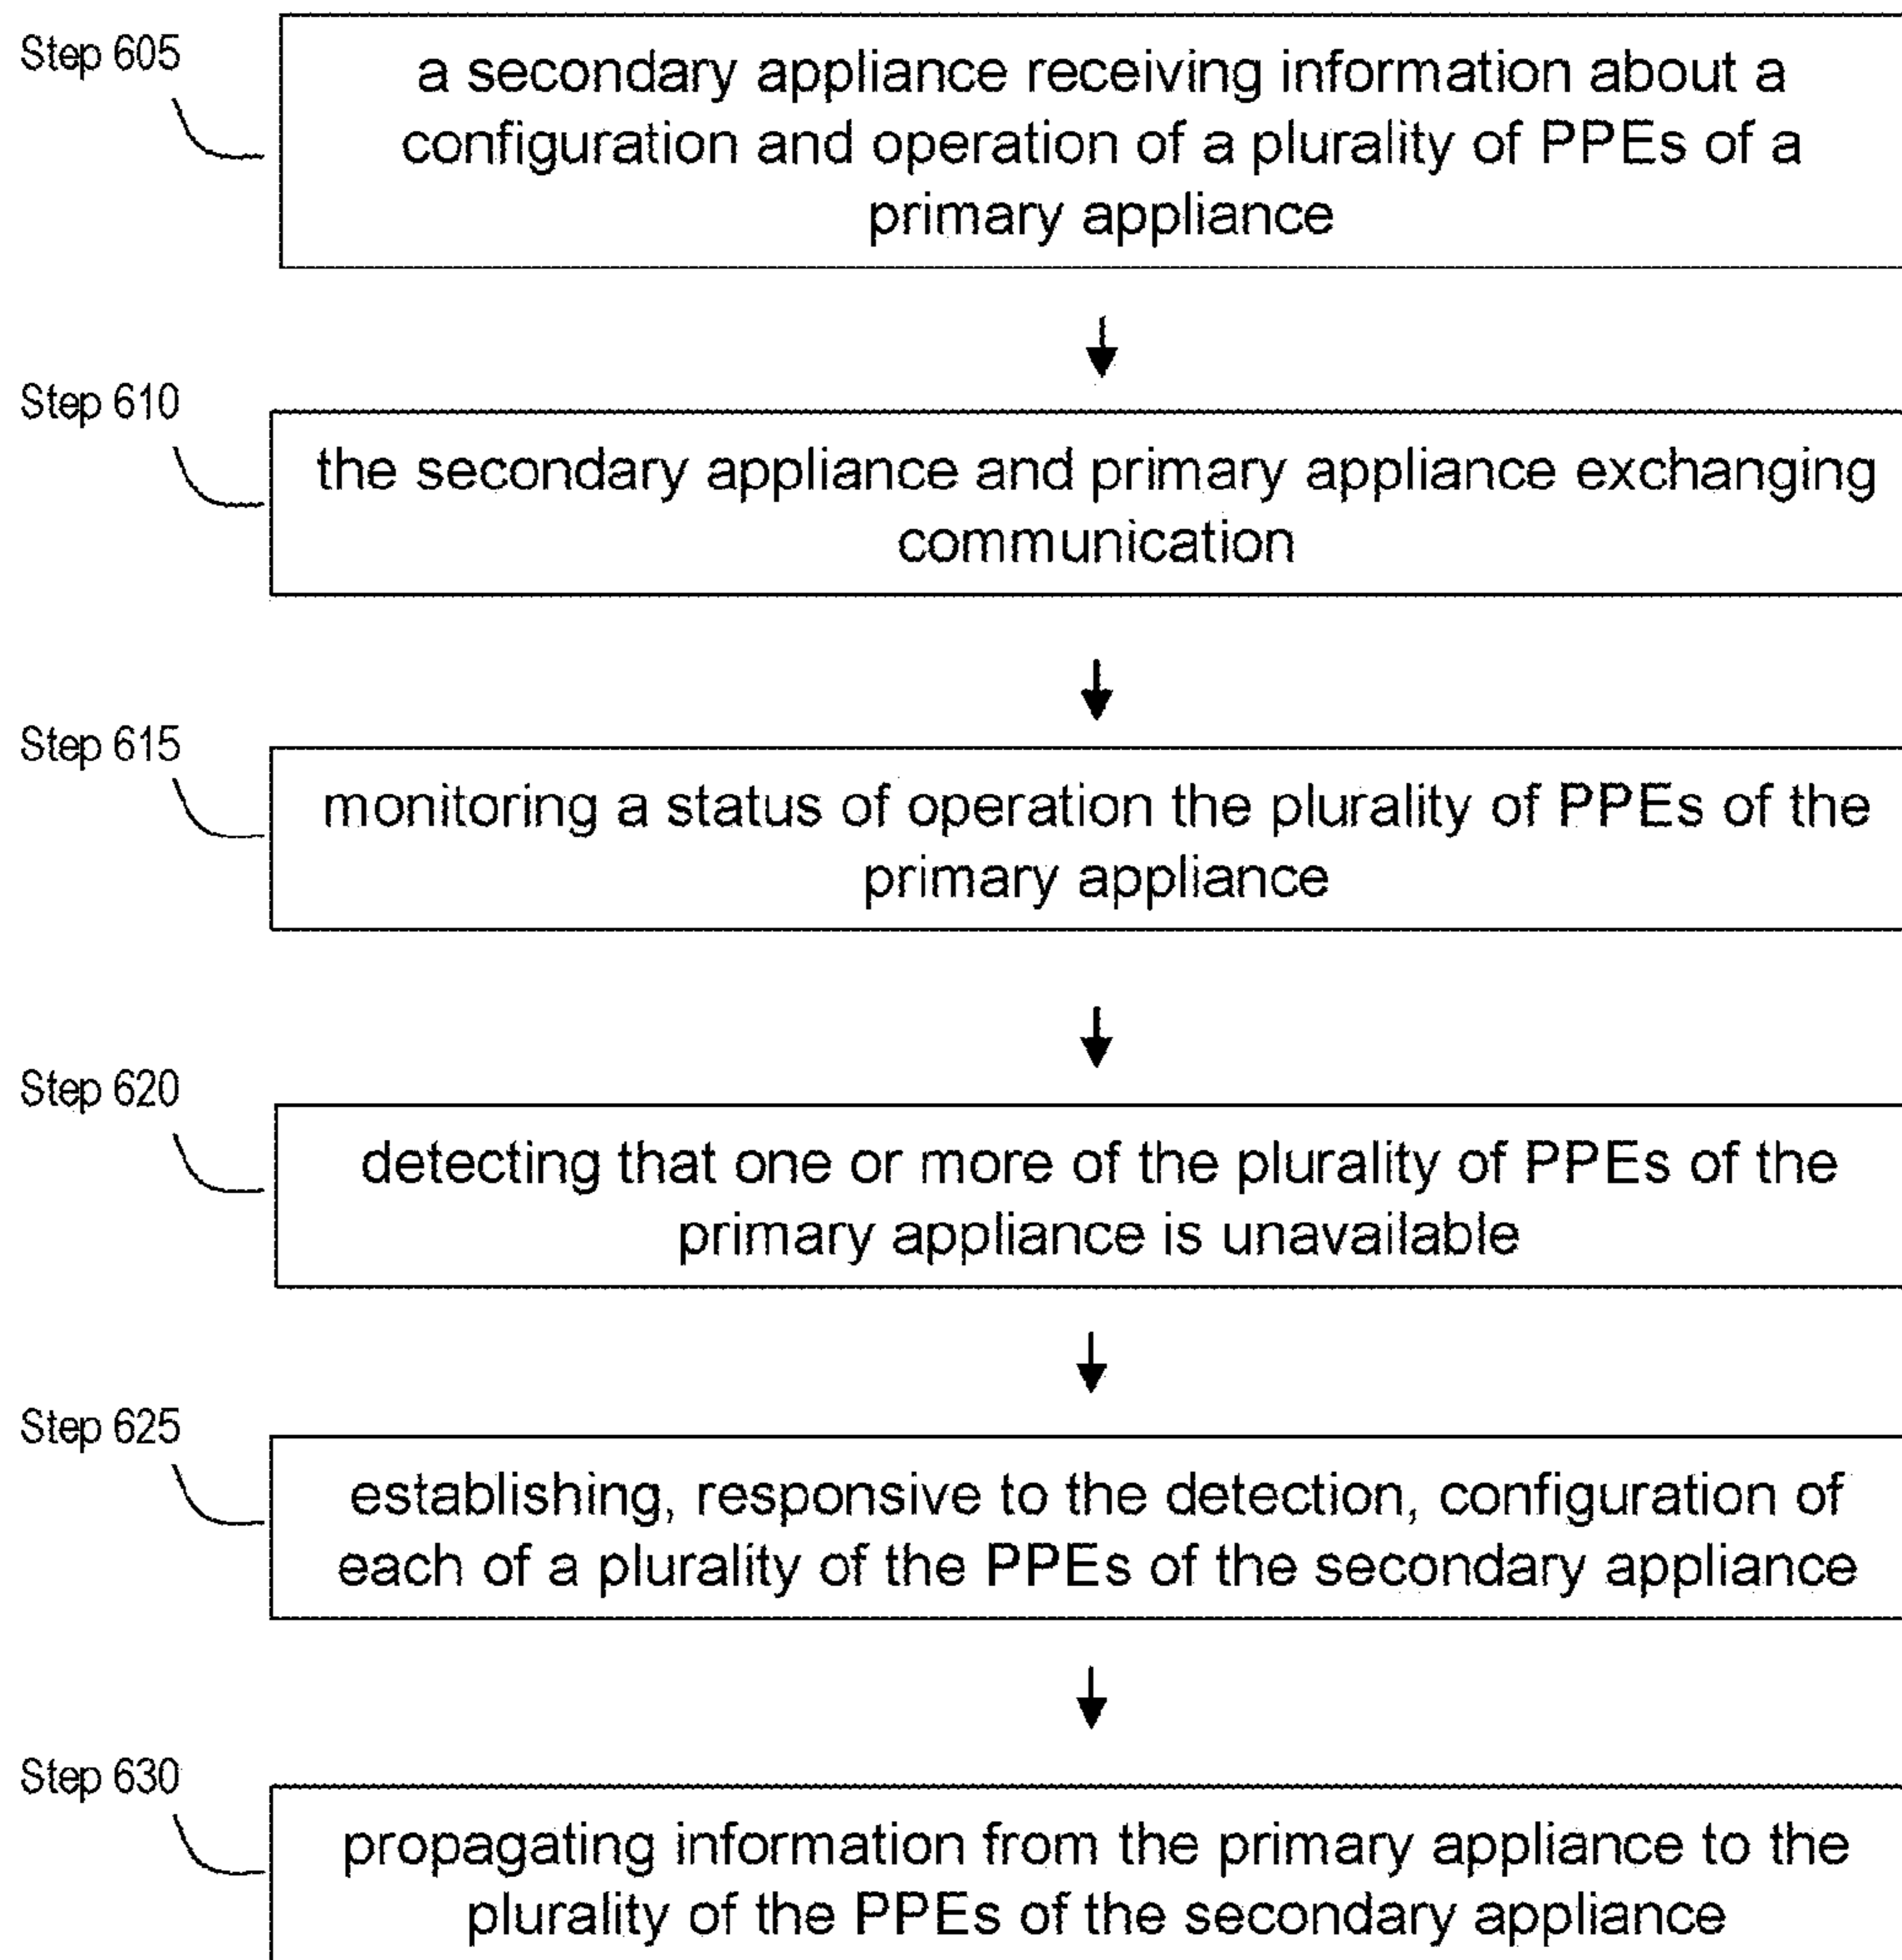 Step 605
a secondary appliance receiving information about a
configuration and operation of a plurality of PPEs of a
primary appliance
Step 610
the secondary appliance and primary appliance exchanging
communication
Step 615
monitoring a status of operation the plurality of PPEs of the
primary appliance
Step 620
detecting that one or more of the plurality of PPEs of the
primary appliance is unavailable
Step 625
establishing, responsive to the detection, configuration of
each of a plurality of the PPEs of the secondary appliance
Step 630
propagating information from the primary appliance to the
plurality of the PPEs of the secondary appliance